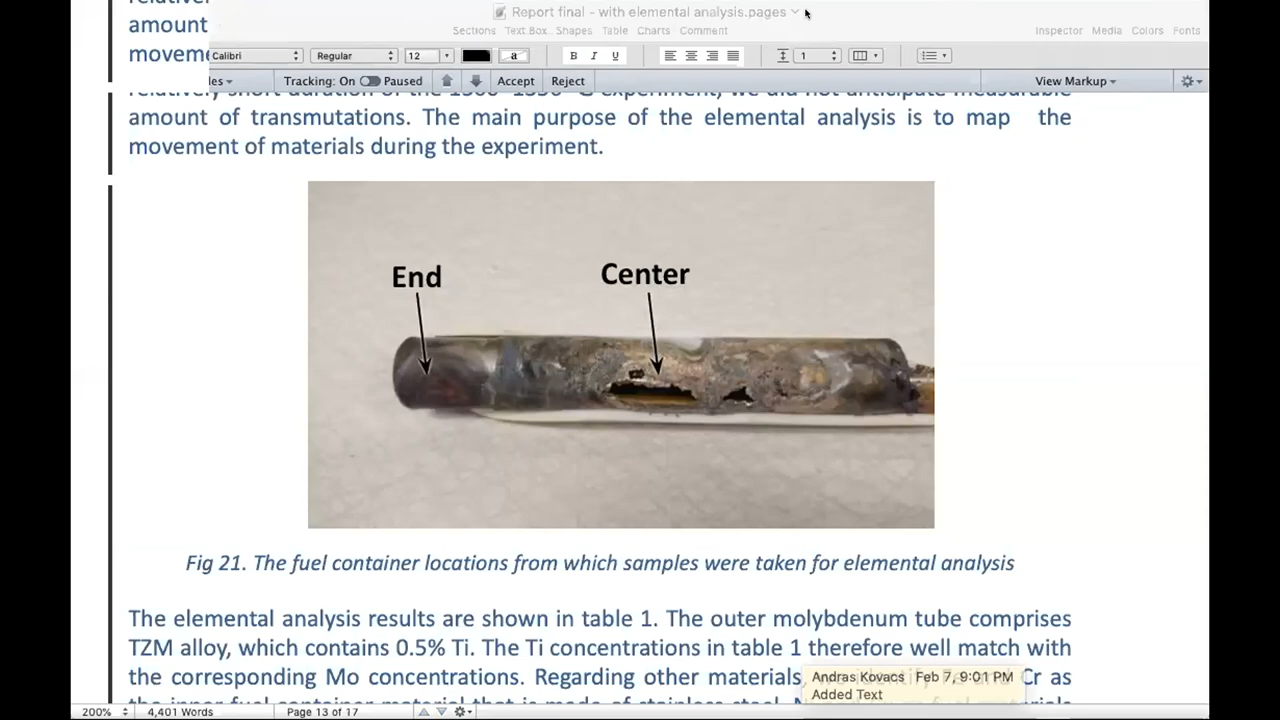 Report final - with elemental analysis.pages
Sections Text Box Shapes Table Charts Comment Inspector Media Colors Fonts
Calibri Regular 12 a B I U 1
les Tracking: On Paused Accept Reject View Markup
amount
moveme
amount of transmutations. The main purpose of the elemental analysis is to map the
movement of materials during the experiment.
End
Center
Fig 21. The fuel container locations from which samples were taken for elemental analysis
The elemental analysis results are shown in table 1. The outer molybdenum tube comprises
TZM alloy, which contains 0.5% Ti. The Ti concentrations in table 1 therefore well match with
the corresponding Mo concentrations. Regarding other materials, Cr as
Andras Kovacs Feb 7, 9:01 PM
Added Text
200% 4,401 Words Page 13 of 17